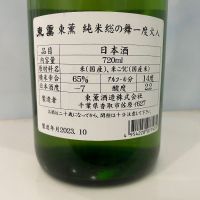 東薫 東薫 純米総の舞一度火入
日本酒
内容量 720ml
原材料名 米(国産)、米こうじ(国産米)
精米歩合 65% アルコール分 14度
日本酒度 -7 酸度 2.2
製造者 東薫酒造株式会社
千葉県香取市佐原イ627
製造年月2023.10